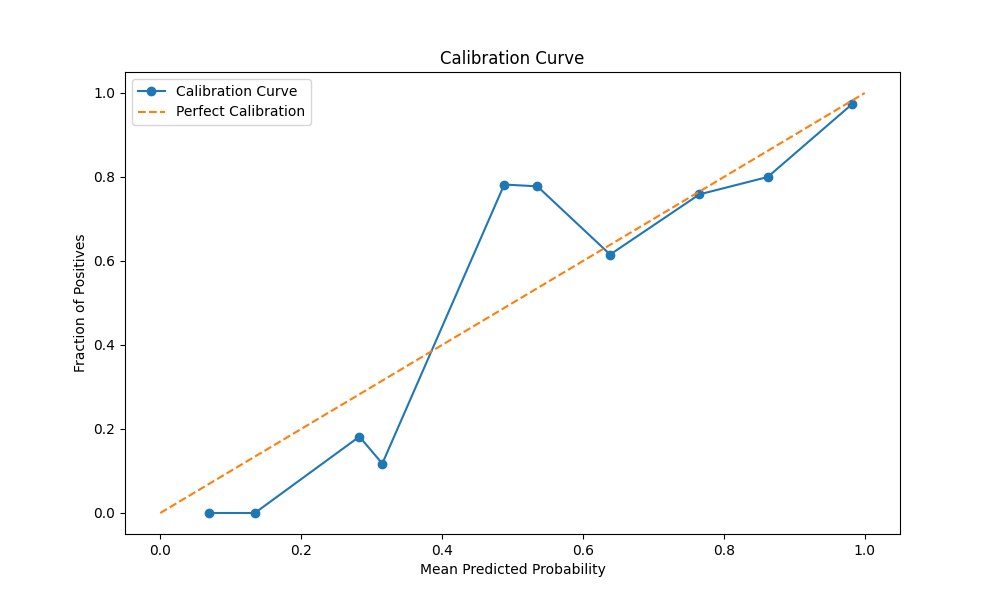 Calibration Curve
Calibration Curve
Perfect Calibration
1.0
0.8
0.6
0.4
0.2
0.0
Fraction of Positives
0.0 0.2 0.4 0.6 0.8 1.0
Mean Predicted Probability